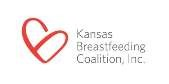 Kansas
Breastfeeding
Coalition, Inc.